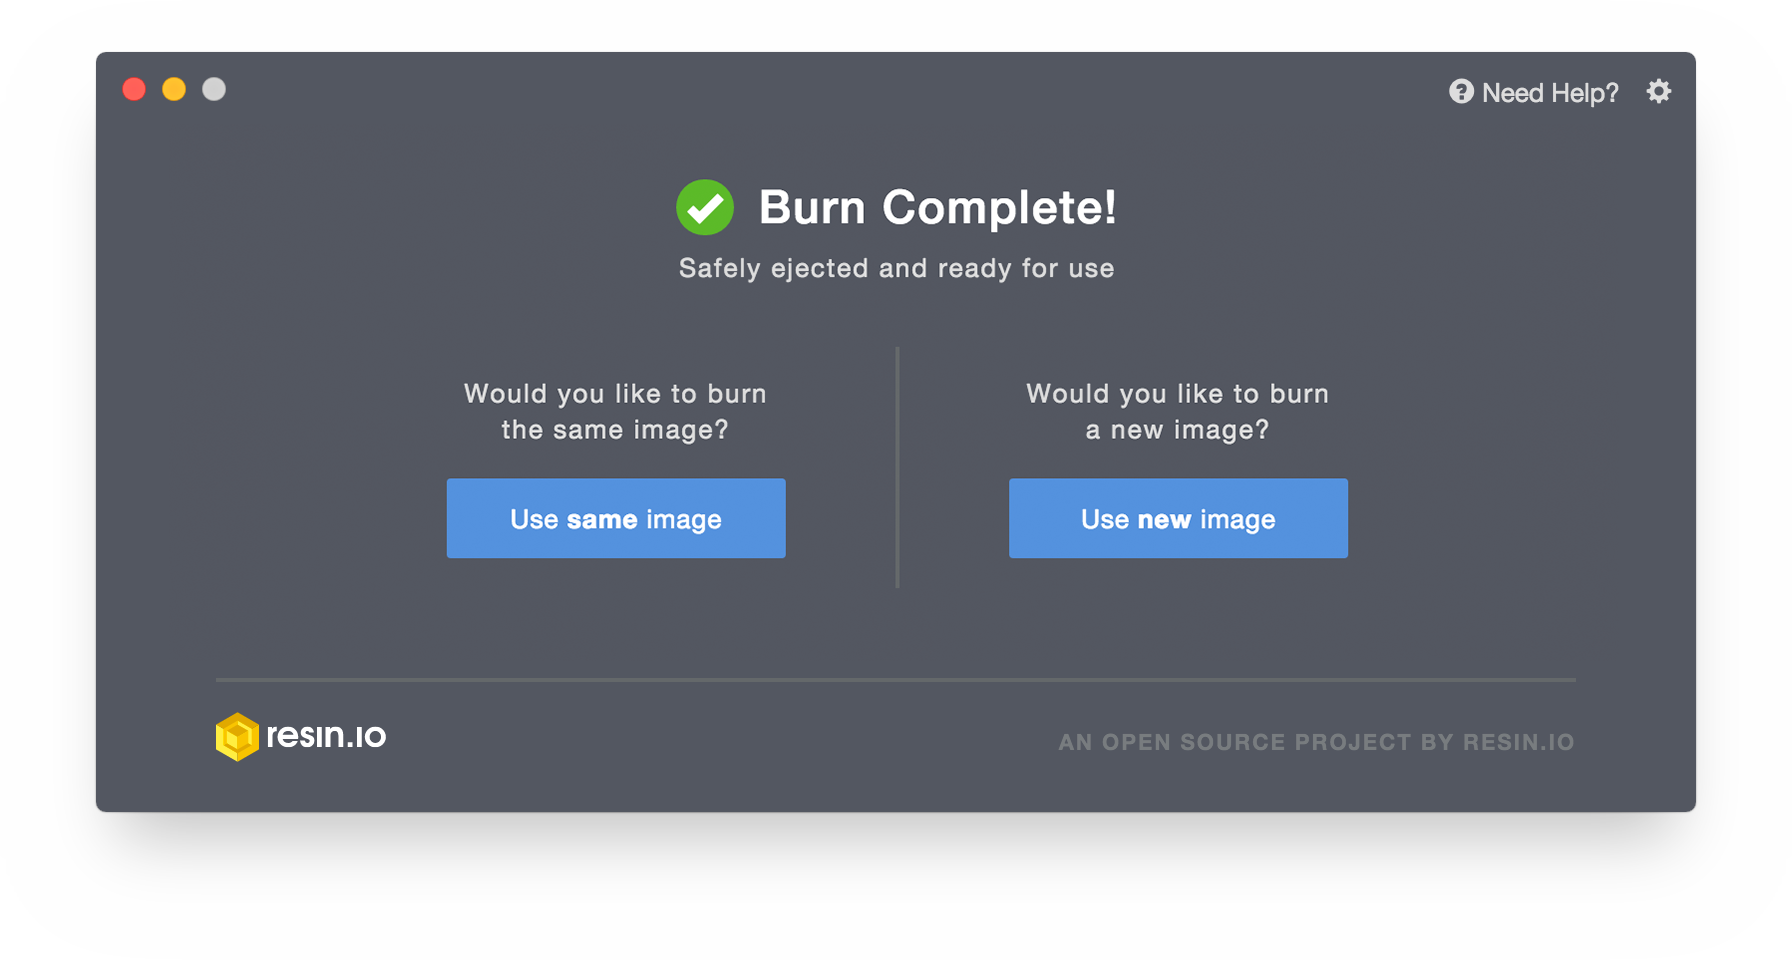 Need Help?
Burn Complete!
Safely ejected and ready for use
Would you like to burn
the same image?
Use same image
Would you like to burn
a new image?
Use new image
resin.io
AN OPEN SOURCE PROJECT BY RESIN.IO